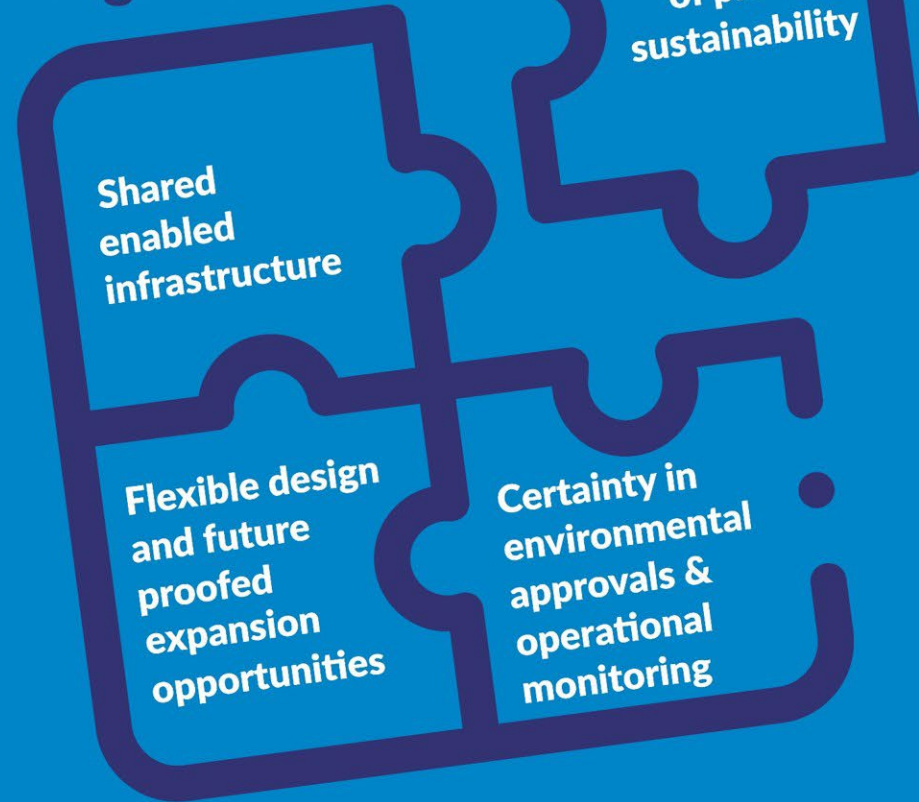 sustainability
Shared
enabled
infrastructure
Flexible design
and future
proofed
expansion
opportunities
Certainty in
environmental
approvals &
operational
monitoring